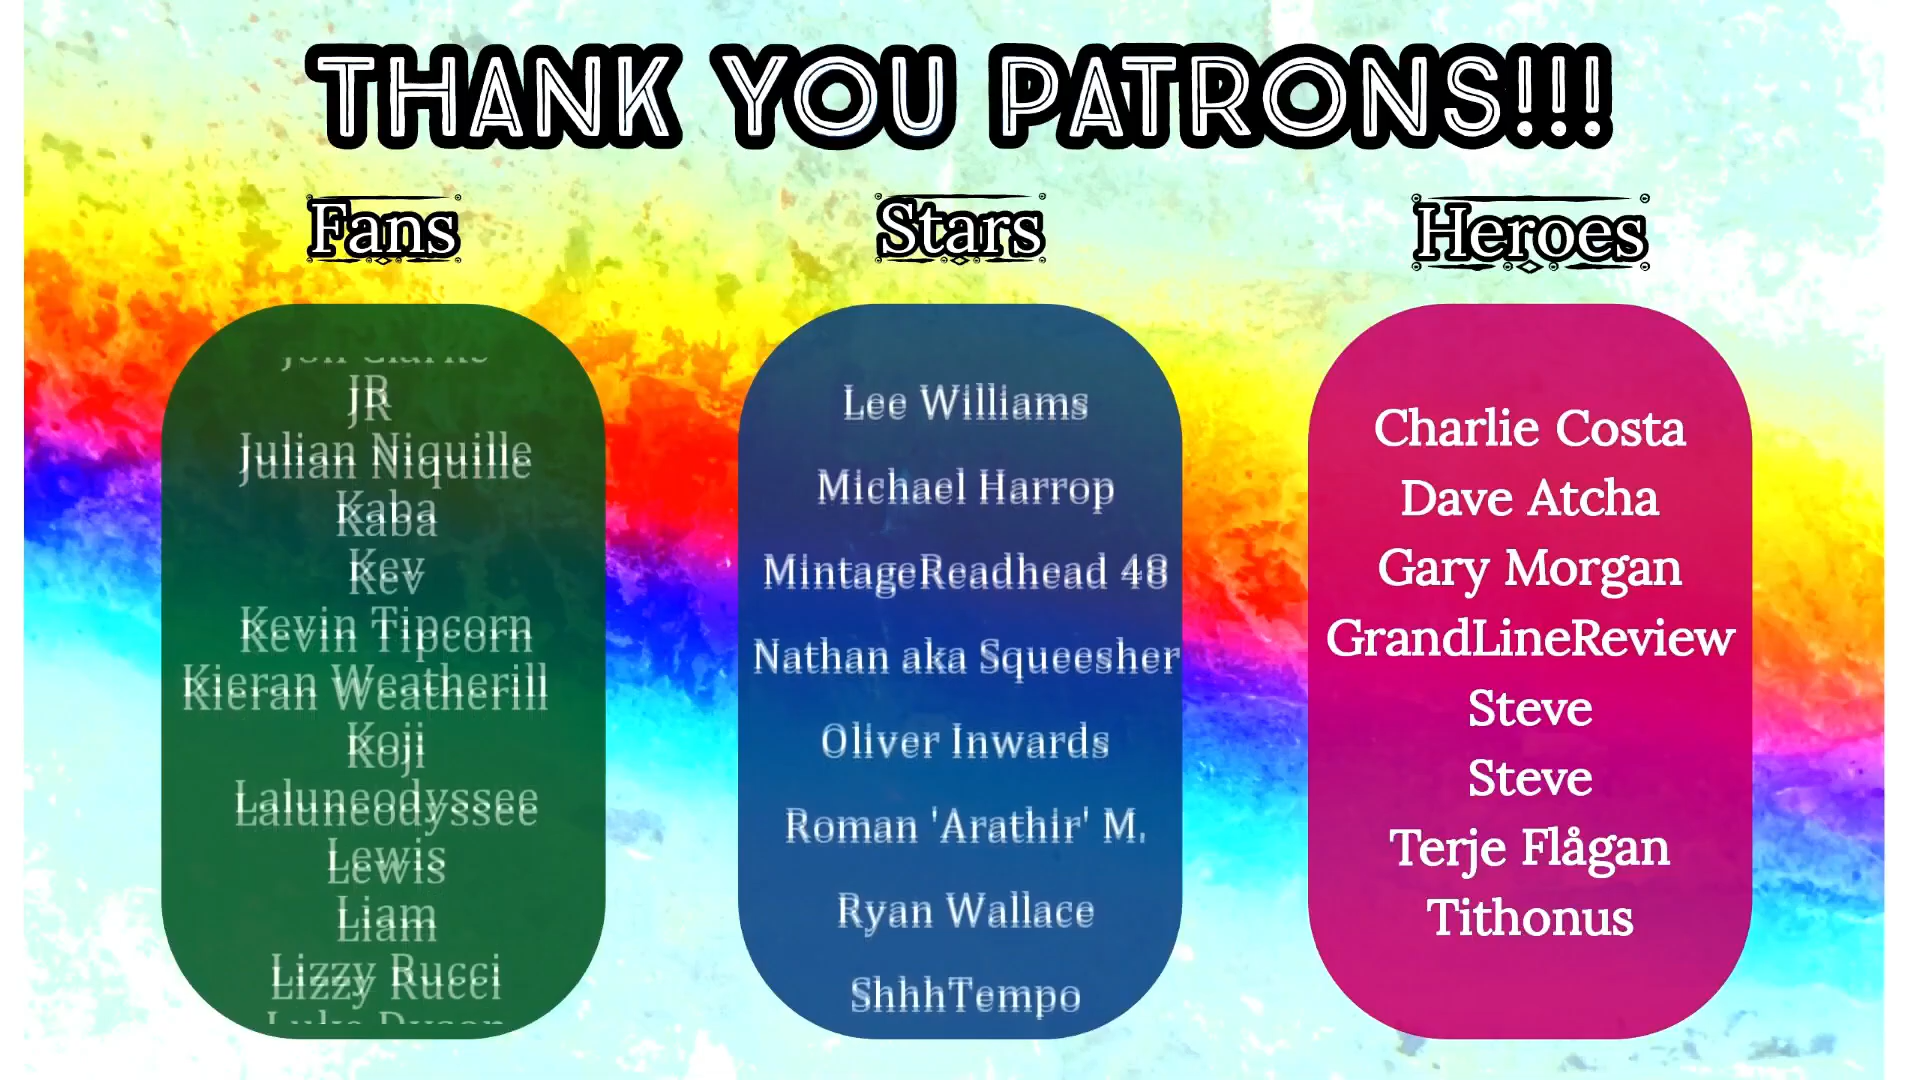 THANK YOU PATRONS!!!
Fans
JR
Julian Niquille
Kaba
Kev
Kevin Tipcorn
Kieran Weatherill
Koji
Laluneodyssee
Lewis
Liam
Lizzy Rucci
Stars
Lee Williams
Michael Harrop
MintageReadhead 48
Nathan aka Squeesher
Oliver Inwards
Roman 'Arathir' M.
Ryan Wallace
ShhhTempo
Heroes
Charlie Costa
Dave Atcha
Gary Morgan
GrandLineReview
Steve
Steve
Terje Flågan
Tithonus